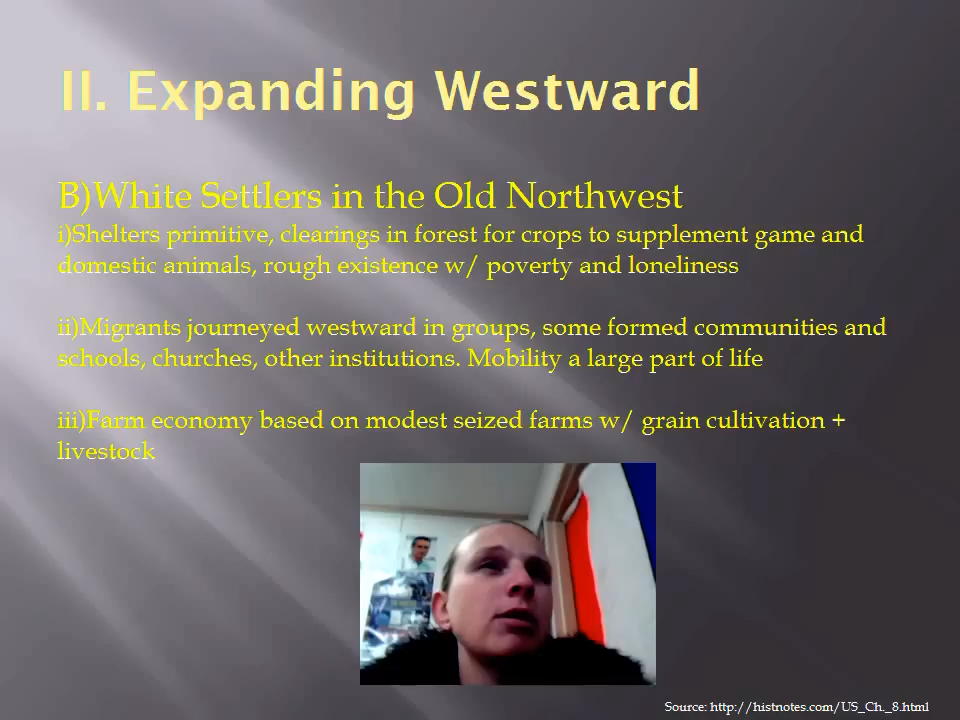 II. Expanding Westward
B)White Settlers in the Old Northwest
i)Shelters primitive, clearings in forest for crops to supplement game and
domestic animals, rough existence w/ poverty and loneliness
ii)Migrants journeyed westward in groups, some formed communities and
schools, churches, other institutions. Mobility a large part of life
iii)Farm economy based on modest seized farms w/ grain cultivation +
livestock
Source: http://histnotes.com/US_Ch._8.html